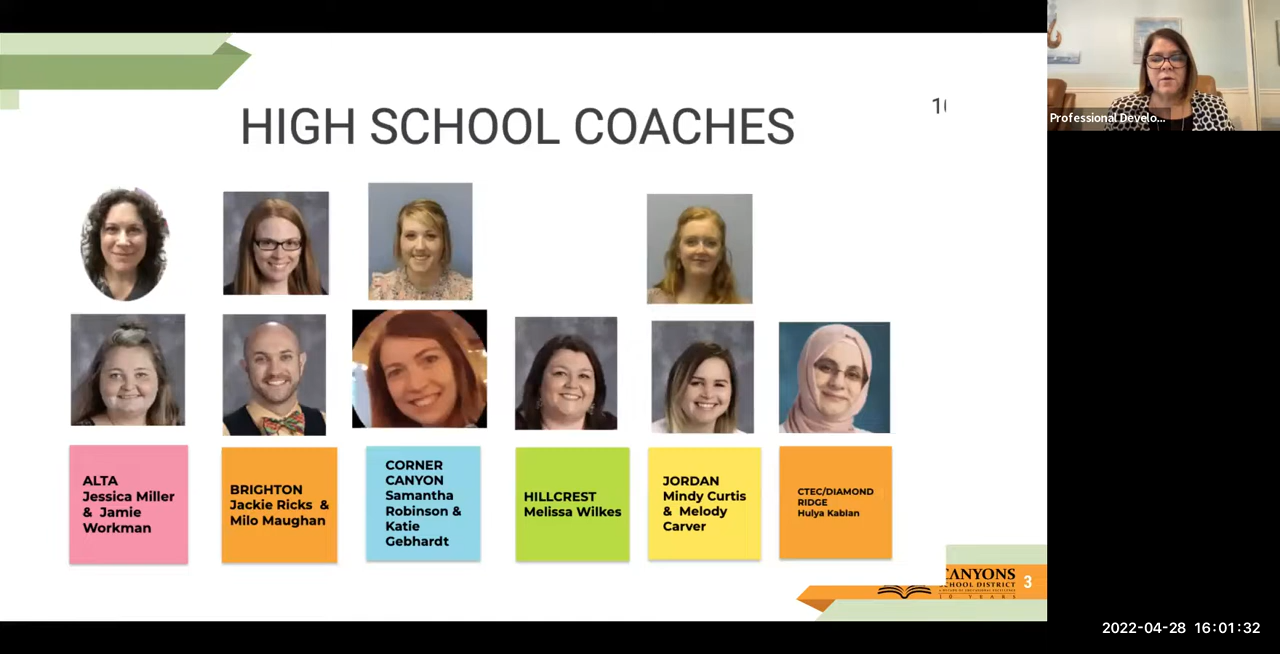 HIGH SCHOOL COACHES
Professional Develo...
ALTA
Jessica Miller
& Jamie
Workman
BRIGHTON
Jackie Ricks &
Milo Maughan
CORNER
CANYON
Samantha
Robinson &
Katie
Gebhardt
HILLCREST
Melissa Wilkes
JORDAN
Mindy Curtis
& Melody
Carver
CTEC/DIAMOND
RIDGE
Hulya Kablan
CANYONS
SCHOOL DISTRICT
10 YEARS
3
2022-04-28 16:01:32